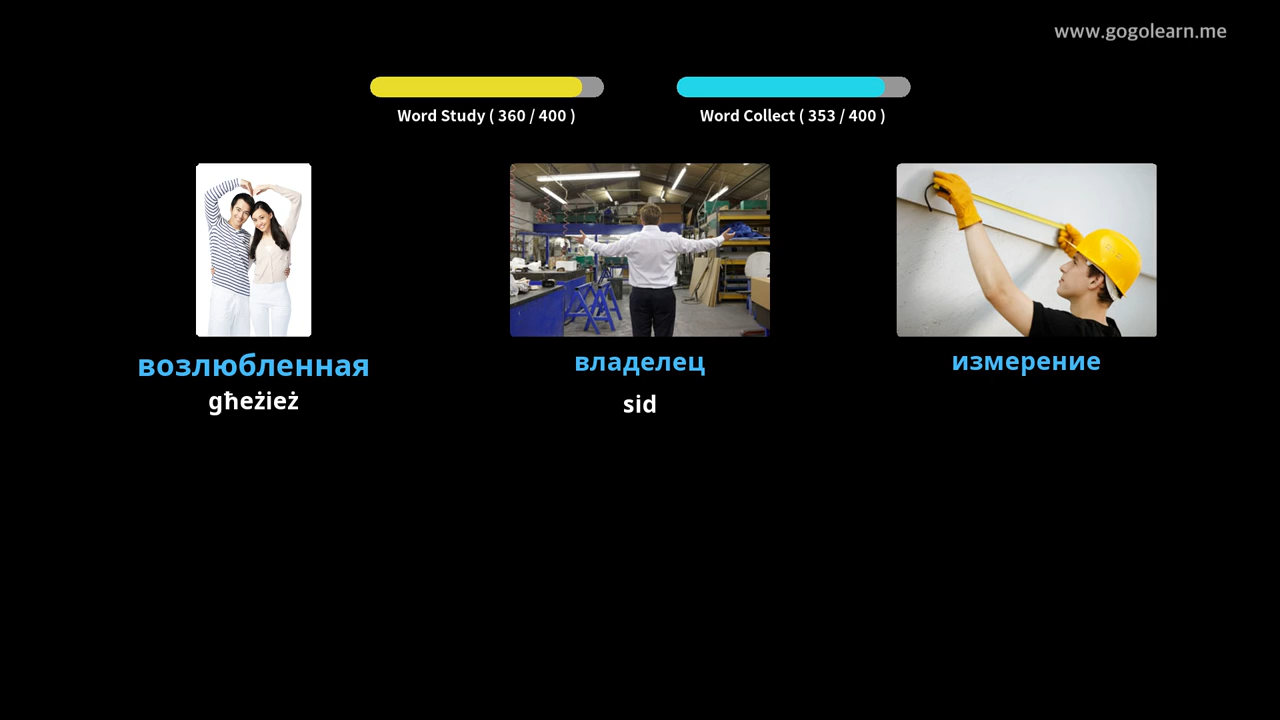 www.gogolearn.me
Word Study ( 360 / 400 )
Word Collect ( 353 / 400 )
возлюбленная
għeżież
владелец
sid
измерение